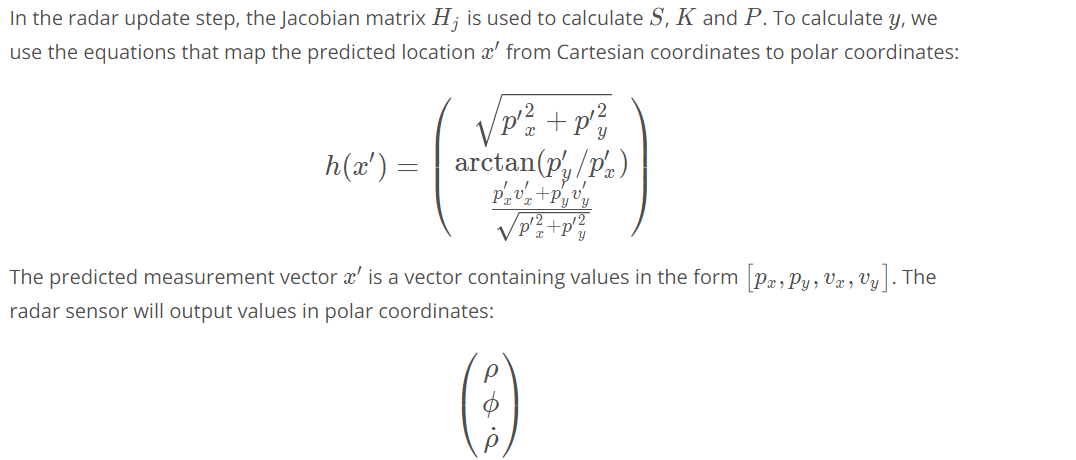 In the radar update step, the Jacobian matrix $H_j$ is used to calculate $S$, $K$ and $P$. To calculate $y$, we
use the equations that map the predicted location $x'$ from Cartesian coordinates to polar coordinates:
$h(x') = \begin{pmatrix} \sqrt{p'^2_x + p'^2_y} \\ \arctan(p'_y / p'_x) \\ \frac{p'_x v'_x + p'_y v'_y}{\sqrt{p'^2_x + p'^2_y}} \end{pmatrix}$
The predicted measurement vector $x'$ is a vector containing values in the form $[p_x, p_y, v_x, v_y]$. The
radar sensor will output values in polar coordinates:
$\begin{pmatrix} \rho \\ \phi \\ \dot{\rho} \end{pmatrix}$